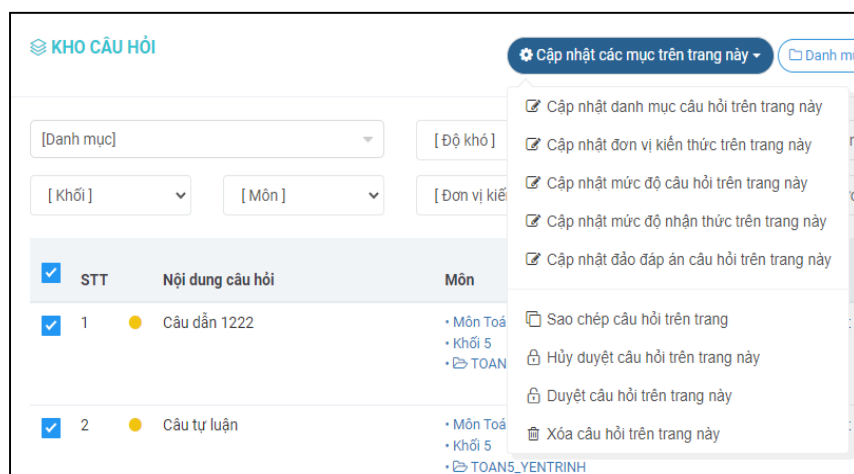 KHO CÂU HỎI
Cập nhật các mục trên trang này
Danh
Cập nhật danh mục câu hỏi trên trang này
Cập nhật đơn vị kiến thức trên trang này
Cập nhật mức độ câu hỏi trên trang này
Cập nhật mức độ nhận thức trên trang này
Cập nhật đảo đáp án câu hỏi trên trang này
Sao chép câu hỏi trên trang
Hủy duyệt câu hỏi trên trang này
Duyệt câu hỏi trên trang này
Xóa câu hỏi trên trang này
[Danh mục]
[ Độ khó ]
[ Khối ]
[ Môn ]
[ Đơn vị
STT
Nội dung câu hỏi
Môn
1
Câu dẫn 1222
• Môn
• Khối 5
2
Câu tự luận
• Môn
• Khối 5
• TOAN5_YENTRINH